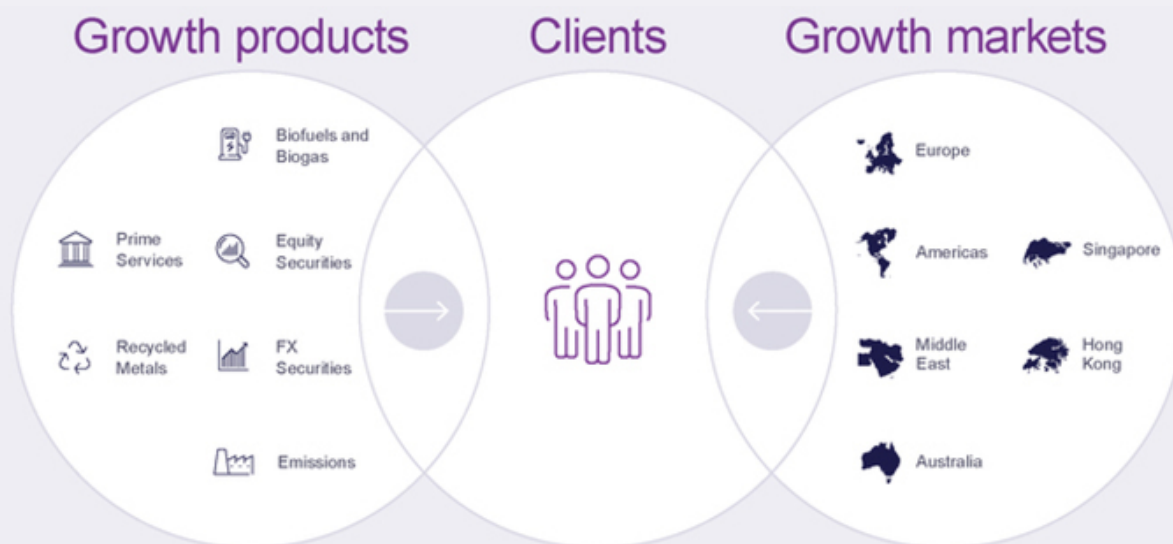 Growth products
Clients
Growth markets
Biofuels and
Biogas
Prime
Services
Equity
Securities
Recycled
Metals
FX
Securities
Emissions
Europe
Americas
Singapore
Middle
East
Hong
Kong
Australia